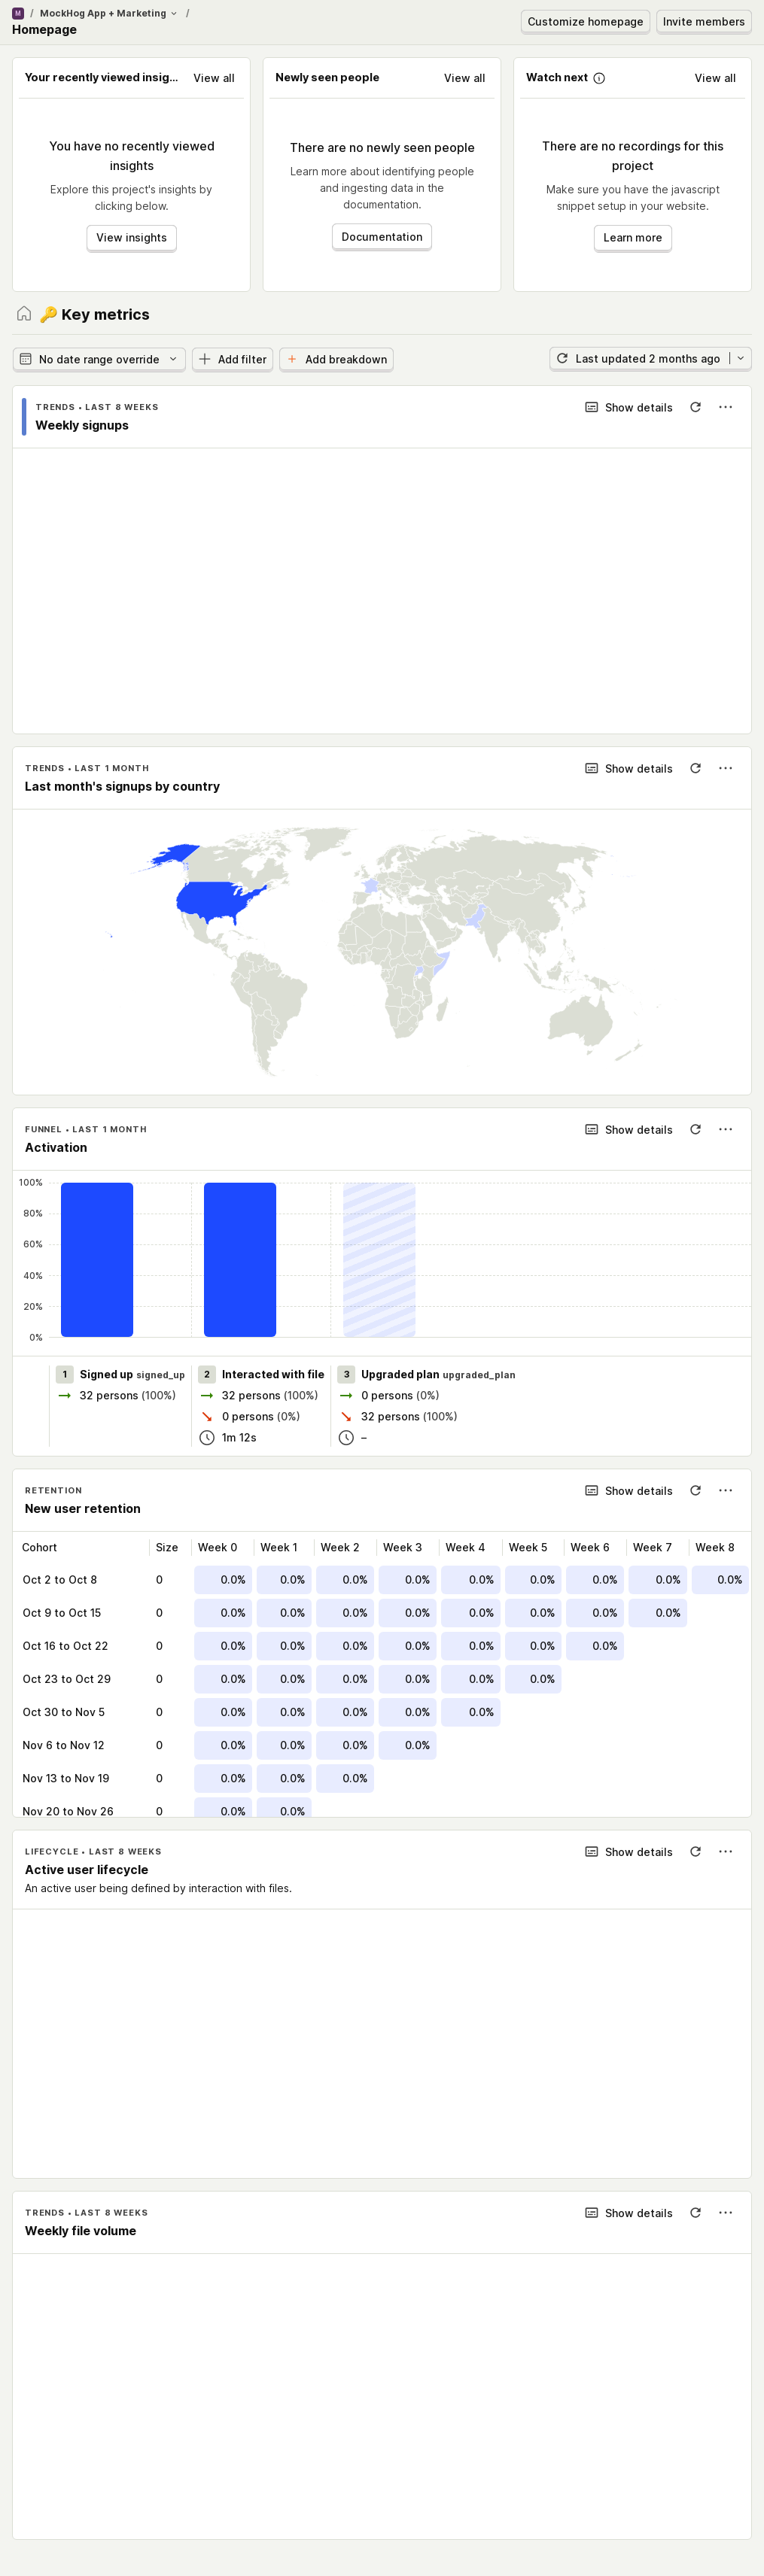 M / MockHog App + Marketing /
Homepage
Customize homepage
Invite members
Your recently viewed insig... View all
You have no recently viewed
insights
Explore this project's insights by
clicking below.
View insights
Newly seen people View all
There are no newly seen people
Learn more about identifying people
and ingesting data in the
documentation.
Documentation
Watch next View all
There are no recordings for this
project
Make sure you have the javascript
snippet setup in your website.
Learn more
🔑 Key metrics
No date range override Add filter Add breakdown Last updated 2 months ago
TRENDS • LAST 8 WEEKS Show details
Weekly signups
TRENDS • LAST 1 MONTH Show details
Last month's signups by country
FUNNEL • LAST 1 MONTH Show details
Activation
100%
80%
60%
40%
20%
0%
1 Signed up signed_up
32 persons (100%)
2 Interacted with file
32 persons (100%)
0 persons (0%)
1m 12s
3 Upgraded plan upgraded_plan
0 persons (0%)
32 persons (100%)
–
RETENTION Show details
New user retention
Cohort Size Week 0 Week 1 Week 2 Week 3 Week 4 Week 5 Week 6 Week 7 Week 8
Oct 2 to Oct 8 0 0.0% 0.0% 0.0% 0.0% 0.0% 0.0% 0.0% 0.0% 0.0%
Oct 9 to Oct 15 0 0.0% 0.0% 0.0% 0.0% 0.0% 0.0% 0.0% 0.0%
Oct 16 to Oct 22 0 0.0% 0.0% 0.0% 0.0% 0.0% 0.0% 0.0%
Oct 23 to Oct 29 0 0.0% 0.0% 0.0% 0.0% 0.0% 0.0%
Oct 30 to Nov 5 0 0.0% 0.0% 0.0% 0.0% 0.0%
Nov 6 to Nov 12 0 0.0% 0.0% 0.0% 0.0%
Nov 13 to Nov 19 0 0.0% 0.0% 0.0%
Nov 20 to Nov 26 0 0.0% 0.0%
LIFECYCLE • LAST 8 WEEKS Show details
Active user lifecycle
An active user being defined by interaction with files.
TRENDS • LAST 8 WEEKS Show details
Weekly file volume